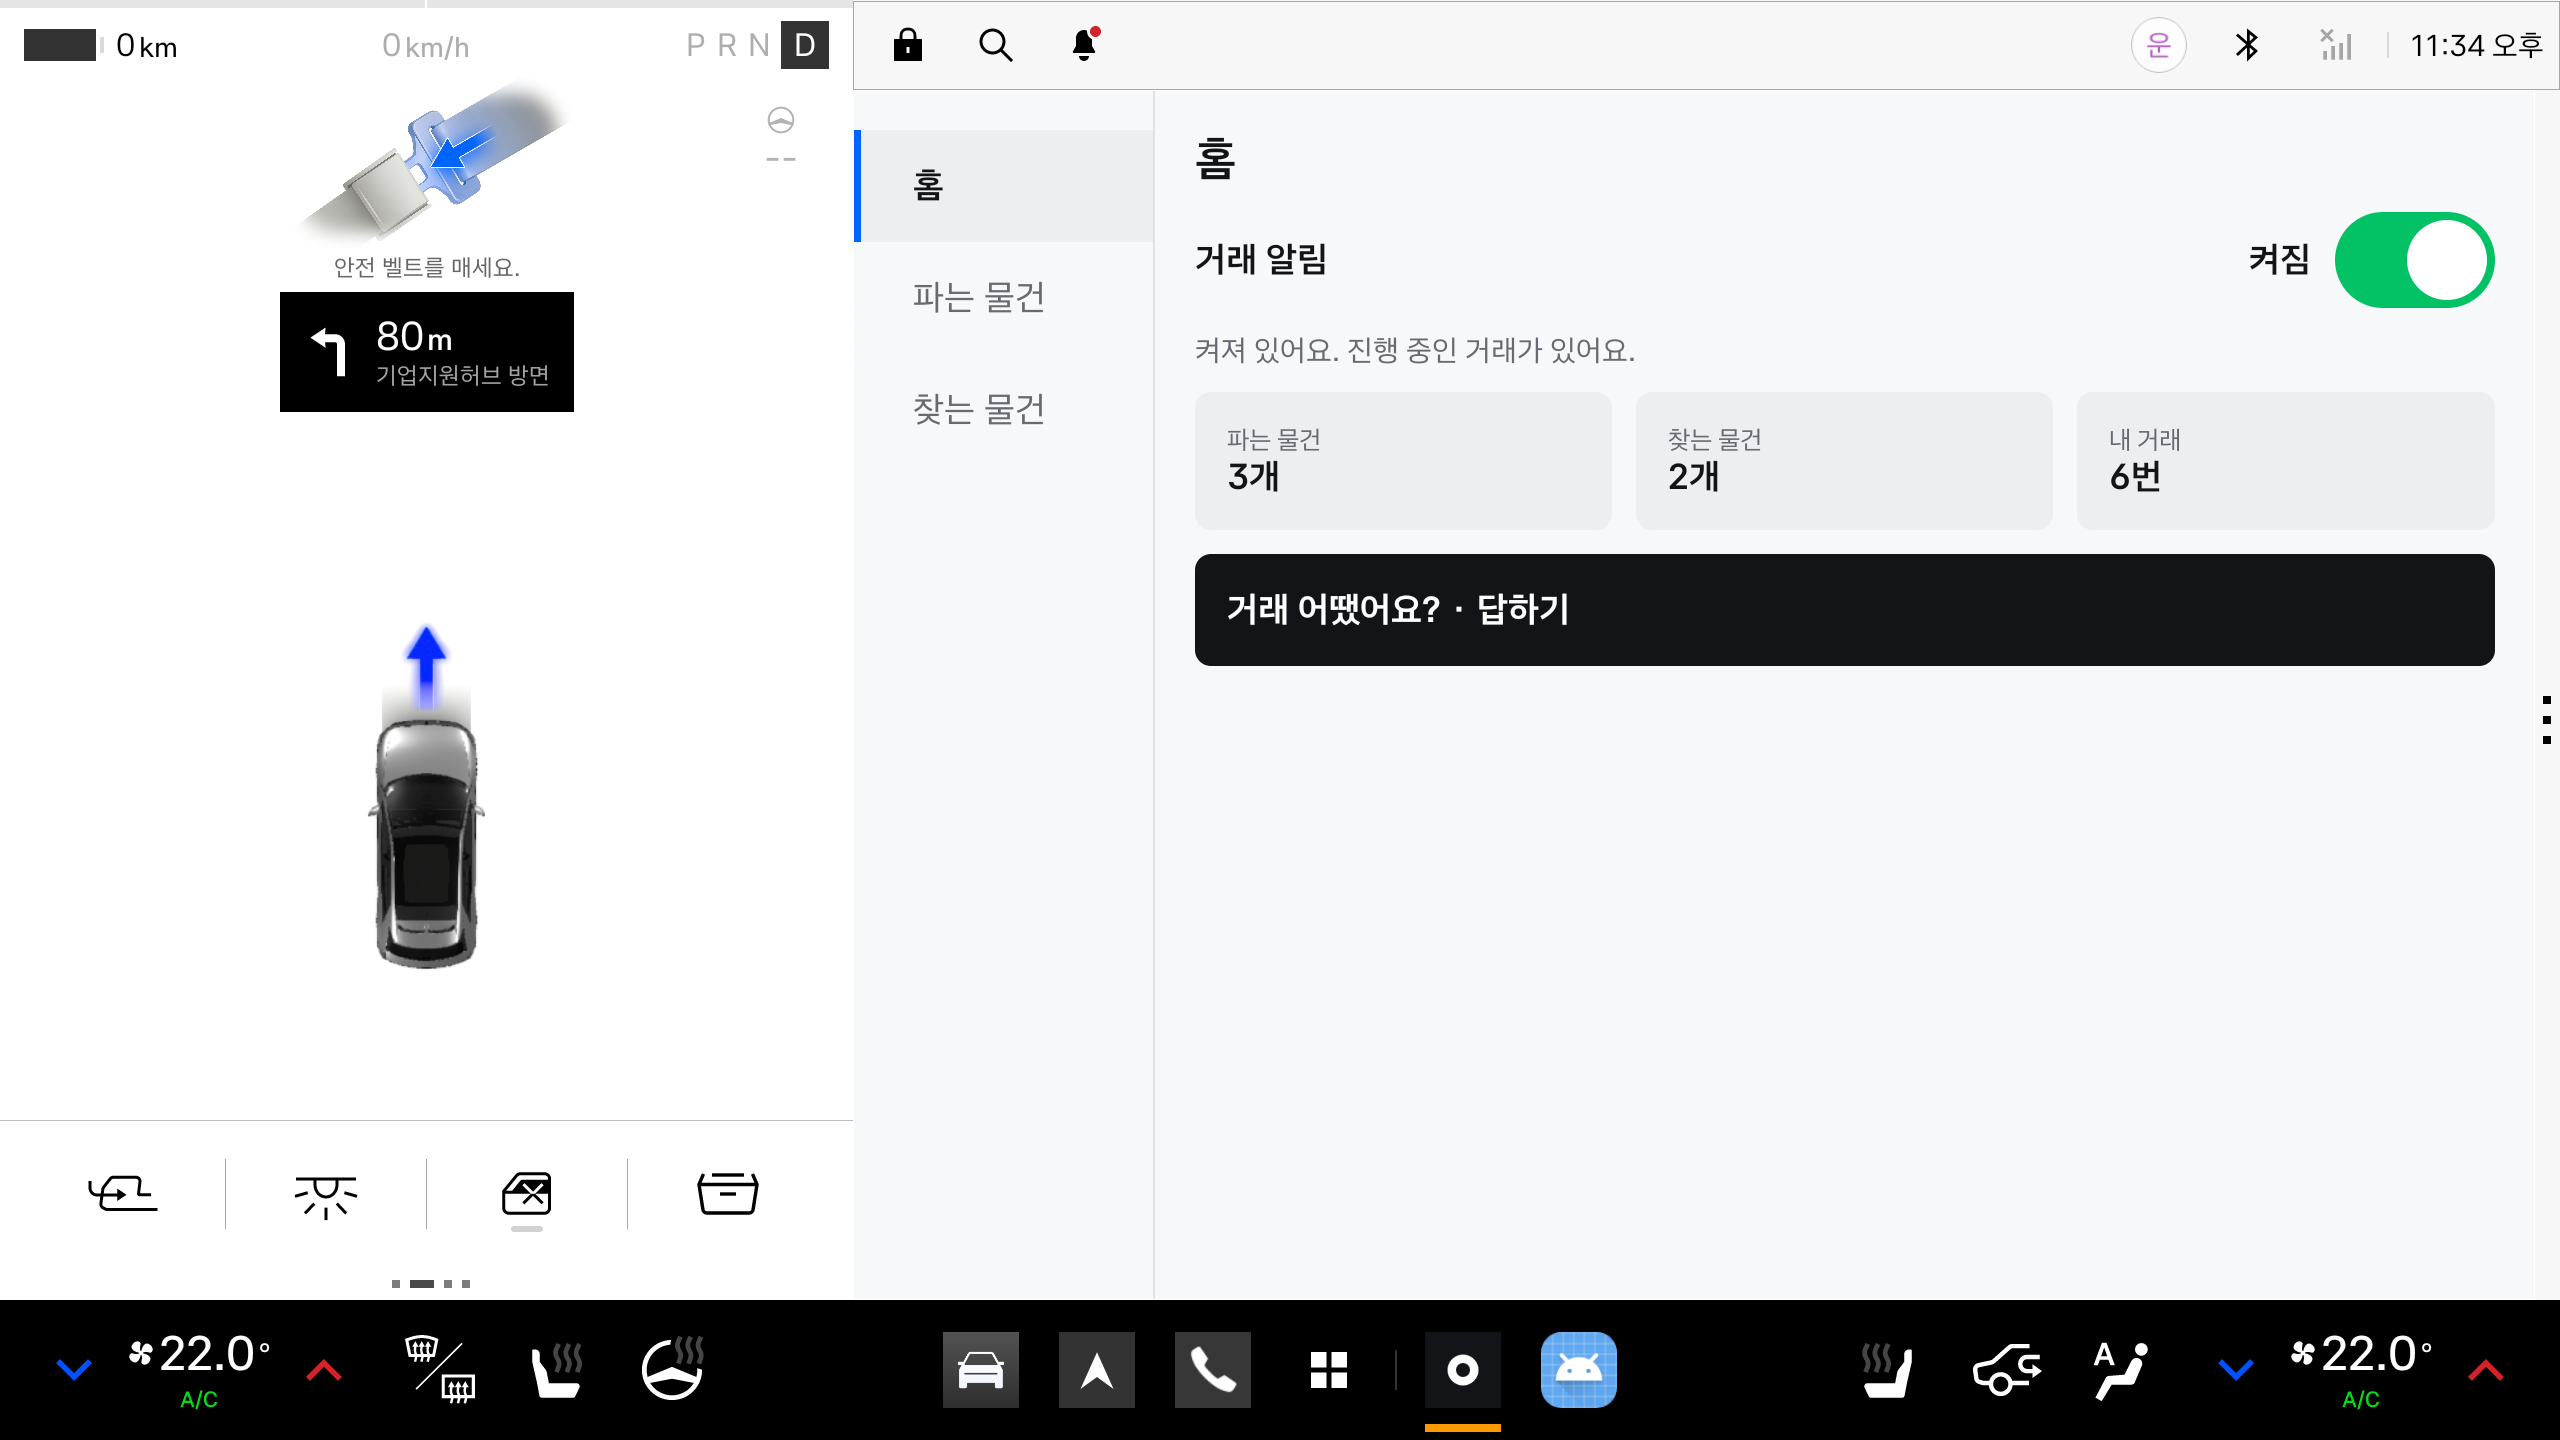 0 km
0 km/h
P R N D
안전 벨트를 매세요.
80 m
기업지원허브 방면
운
11:34 오후
홈
파는 물건
찾는 물건
홈
거래 알림
켜짐
켜져 있어요. 진행 중인 거래가 있어요.
파는 물건
3개
찾는 물건
2개
내 거래
6번
거래 어땠어요? · 답하기
22.0°
A/C
A
22.0°
A/C